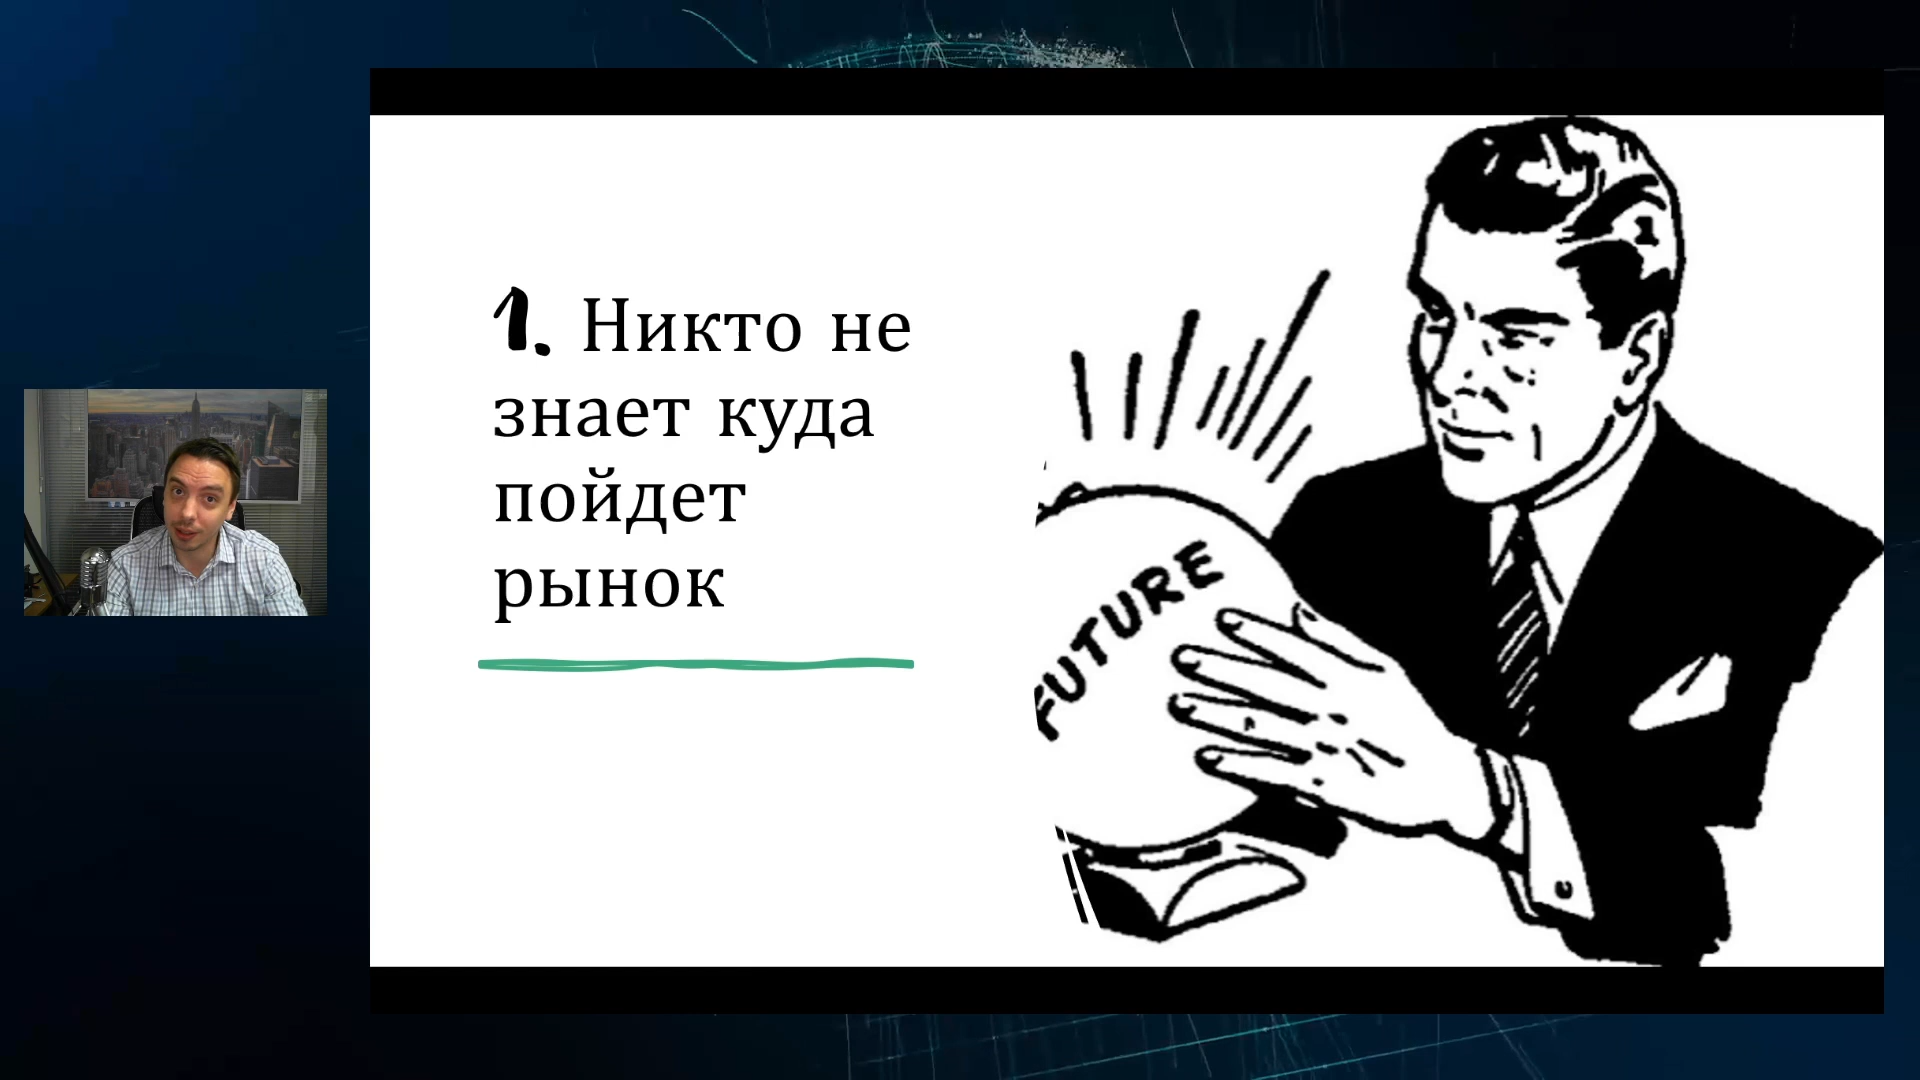 1. Никто не
знает куда
пойдет
рынок
FUTURE